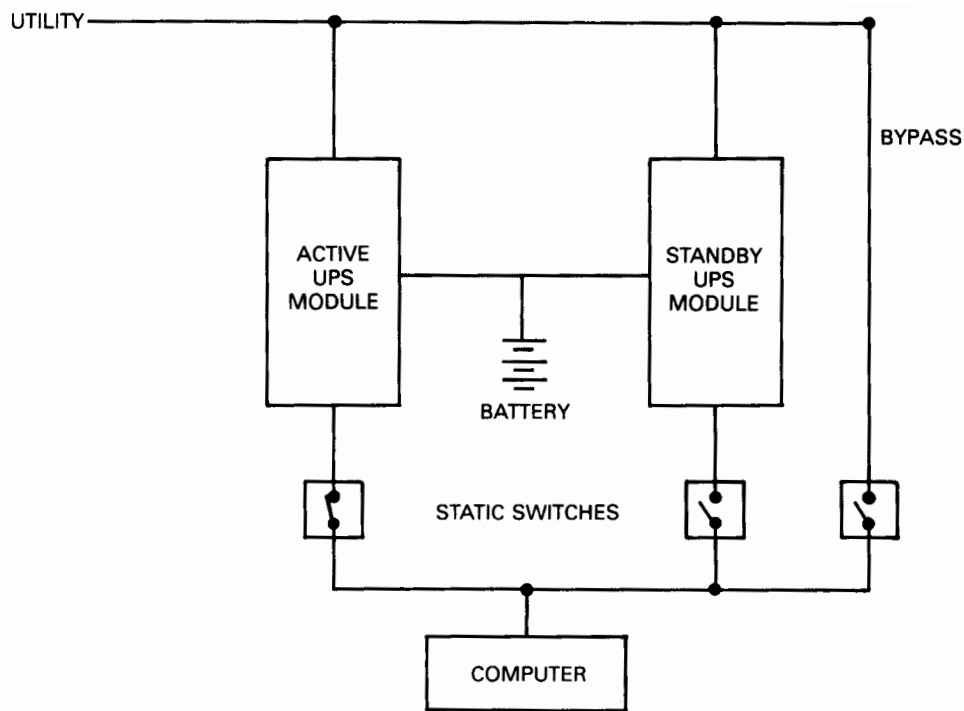 UTILITY
BYPASS
ACTIVE
UPS
MODULE
STANDBY
UPS
MODULE
BATTERY
STATIC SWITCHES
COMPUTER